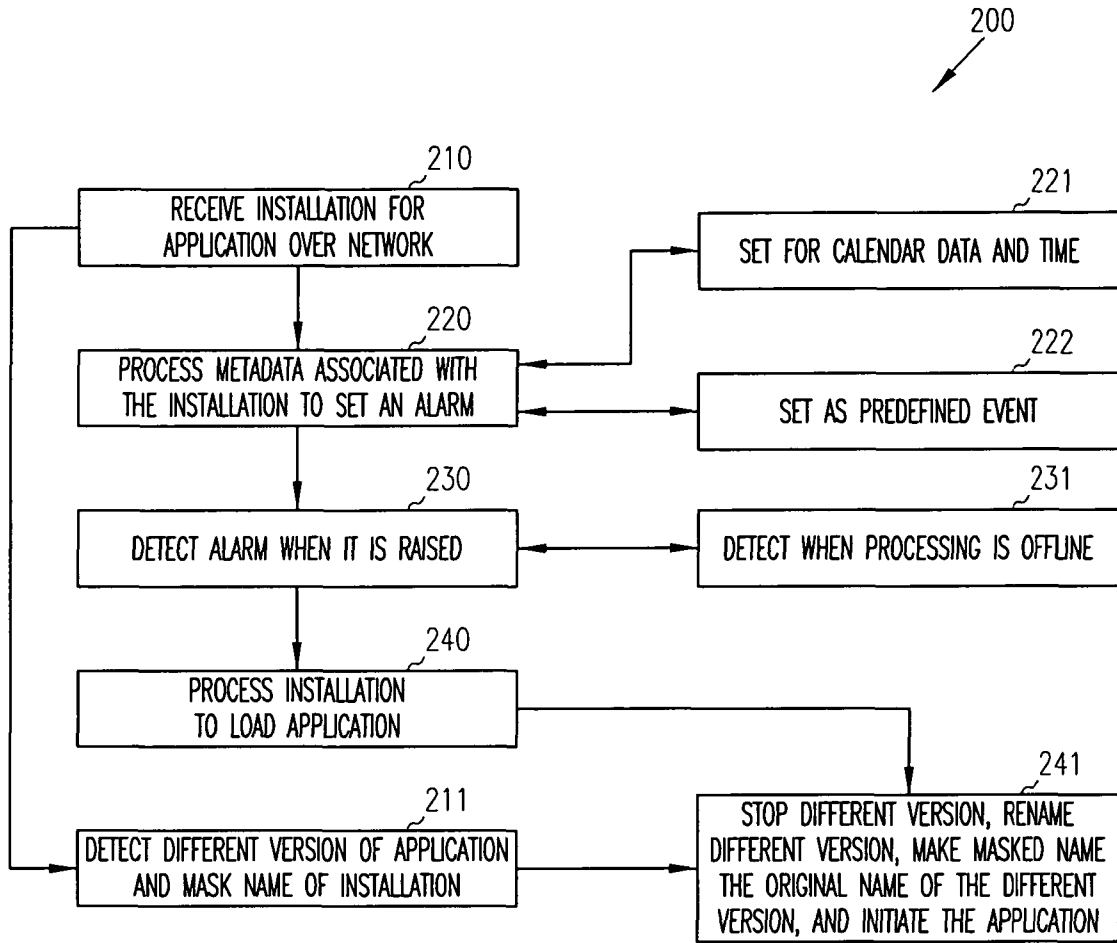 200
210
RECEIVE INSTALLATION FOR
APPLICATION OVER NETWORK
221
SET FOR CALENDAR DATA AND TIME
220
PROCESS METADATA ASSOCIATED WITH
THE INSTALLATION TO SET AN ALARM
222
SET AS PREDEFINED EVENT
230
DETECT ALARM WHEN IT IS RAISED
231
DETECT WHEN PROCESSING IS OFFLINE
240
PROCESS INSTALLATION
TO LOAD APPLICATION
211
DETECT DIFFERENT VERSION OF APPLICATION
AND MASK NAME OF INSTALLATION
241
STOP DIFFERENT VERSION, RENAME
DIFFERENT VERSION, MAKE MASKED NAME
THE ORIGINAL NAME OF THE DIFFERENT
VERSION, AND INITIATE THE APPLICATION